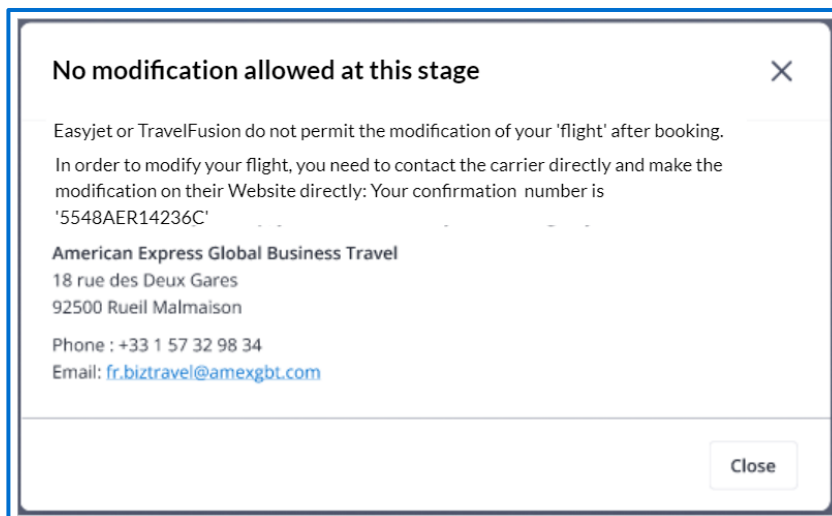 No modification allowed at this stage
Easyjet or TravelFusion do not permit the modification of your 'flight' after booking.
In order to modify your flight, you need to contact the carrier directly and make the
modification on their Website directly: Your confirmation number is
'5548AER14236C'
American Express Global Business Travel
18 rue des Deux Gares
92500 Rueil Malmaison
Phone : +33 1 57 32 98 34
Email: fr.biztravel@amexgbt.com
Close